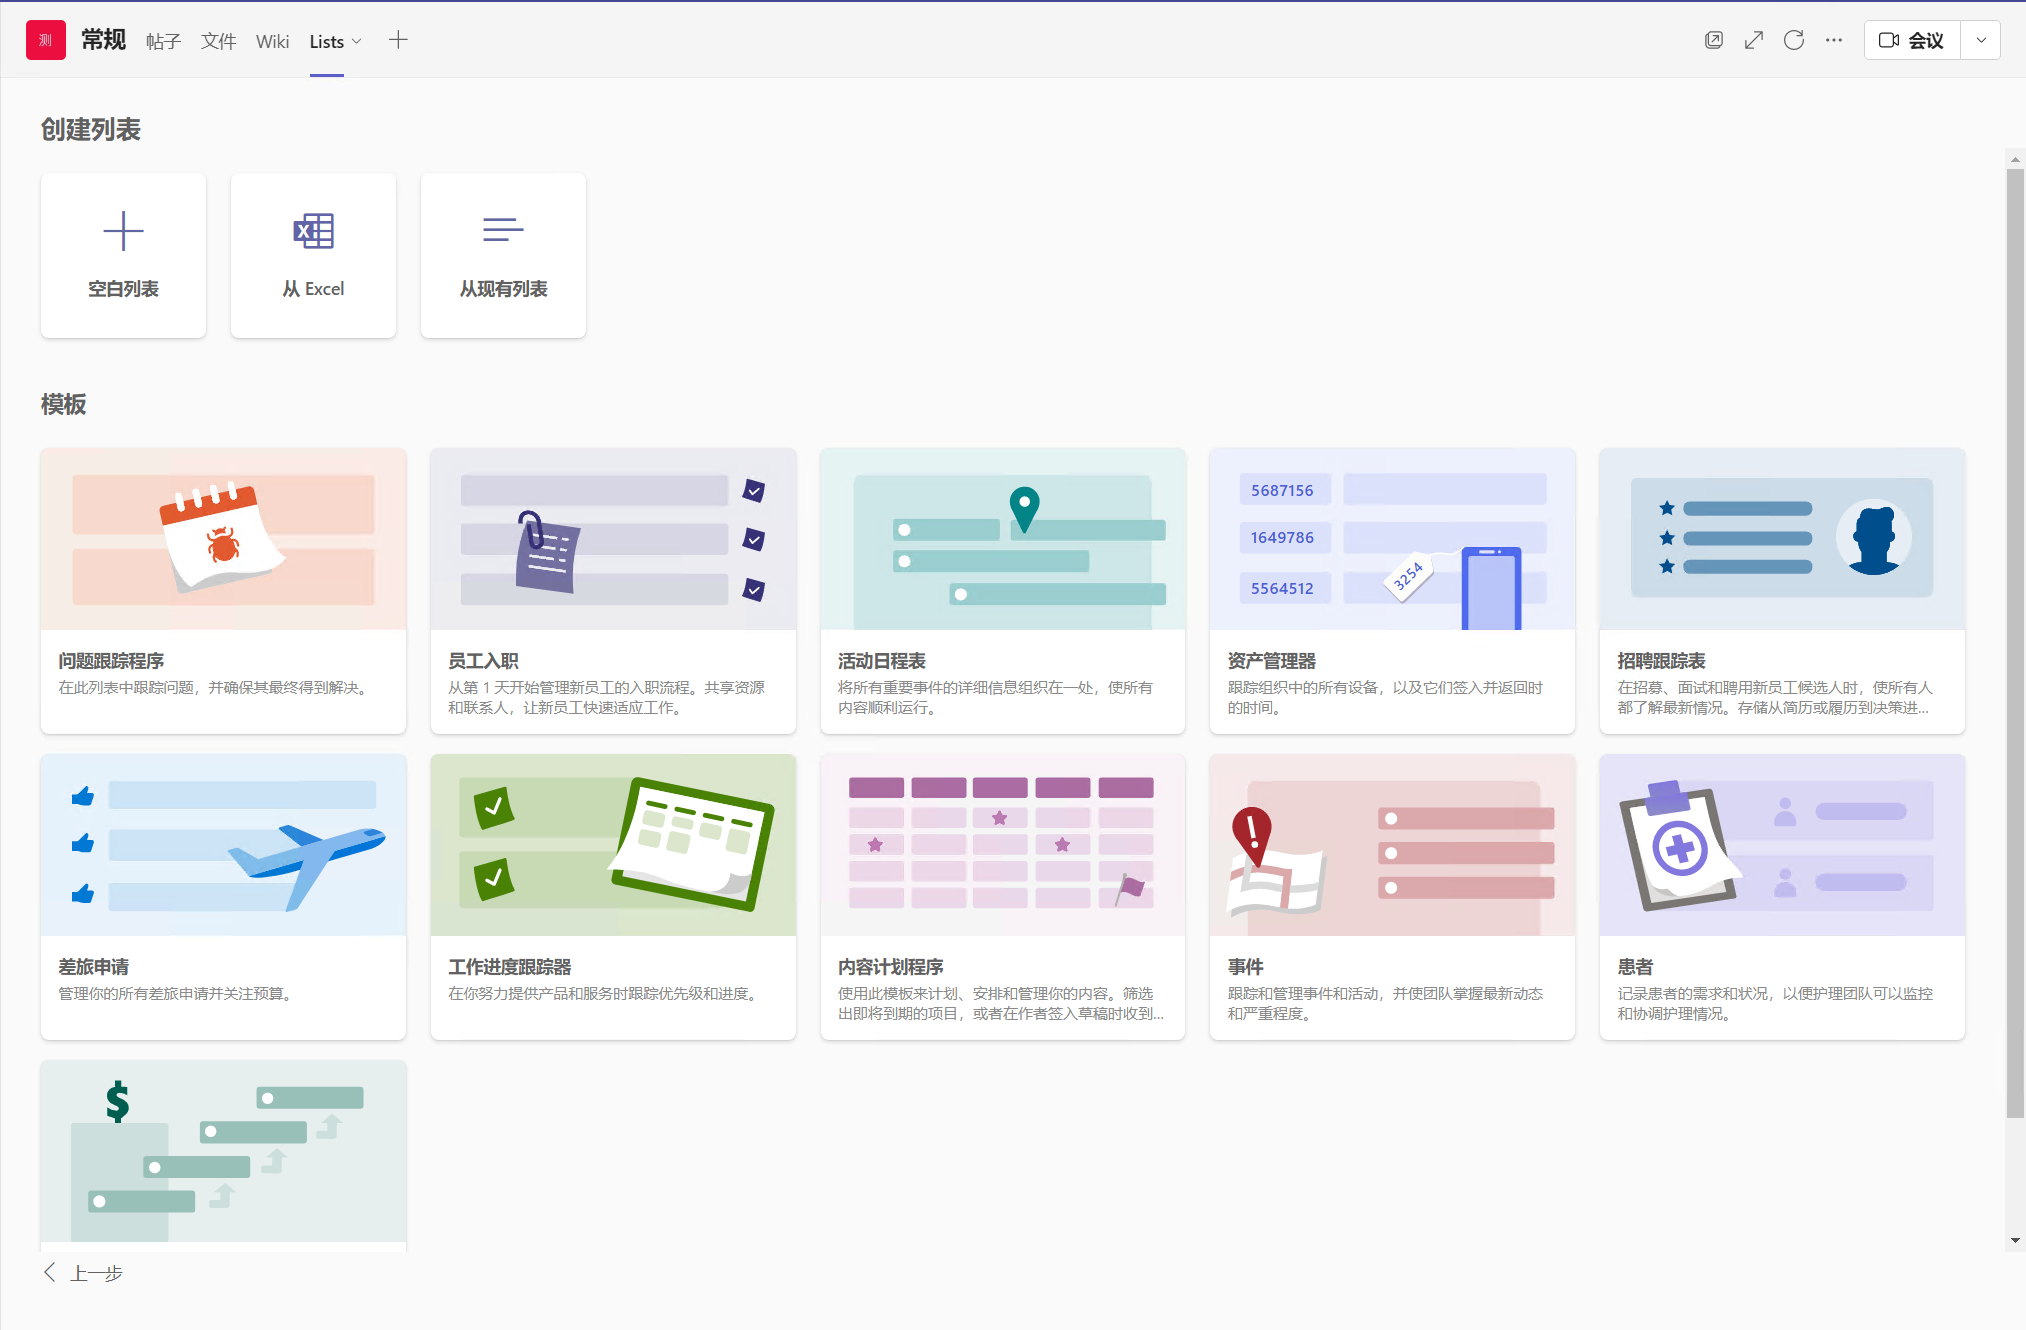 测 常规 帖子 文件 Wiki Lists 会议
创建列表
空白列表 从 Excel 从现有列表
模板
5687156
1649786
5564512
3254
问题跟踪程序
在此列表中跟踪问题，并确保其最终得到解决。
员工入职
从第 1 天开始管理新员工的入职流程。共享资源
和联系人，让新员工快速适应工作。
活动日程表
将所有重要事件的详细信息组织在一处，使所有
内容顺利运行。
资产管理器
跟踪组织中的所有设备，以及它们签入并返回时
的时间。
招聘跟踪表
在招募、面试和聘用新员工候选人时，使所有人
都了解最新情况。存储从简历或履历到决策进...
差旅申请
管理你的所有差旅申请并关注预算。
工作进度跟踪器
在你努力提供产品和服务时跟踪优先级和进度。
内容计划程序
使用此模板来计划、安排和管理你的内容。筛选
出即将到期的项目，或者在作者签入草稿时收到...
事件
跟踪和管理事件和活动，并使团队掌握最新动态
和严重程度。
患者
记录患者的需求和状况，以便护理团队可以监控
和协调护理情况。
$
上一步